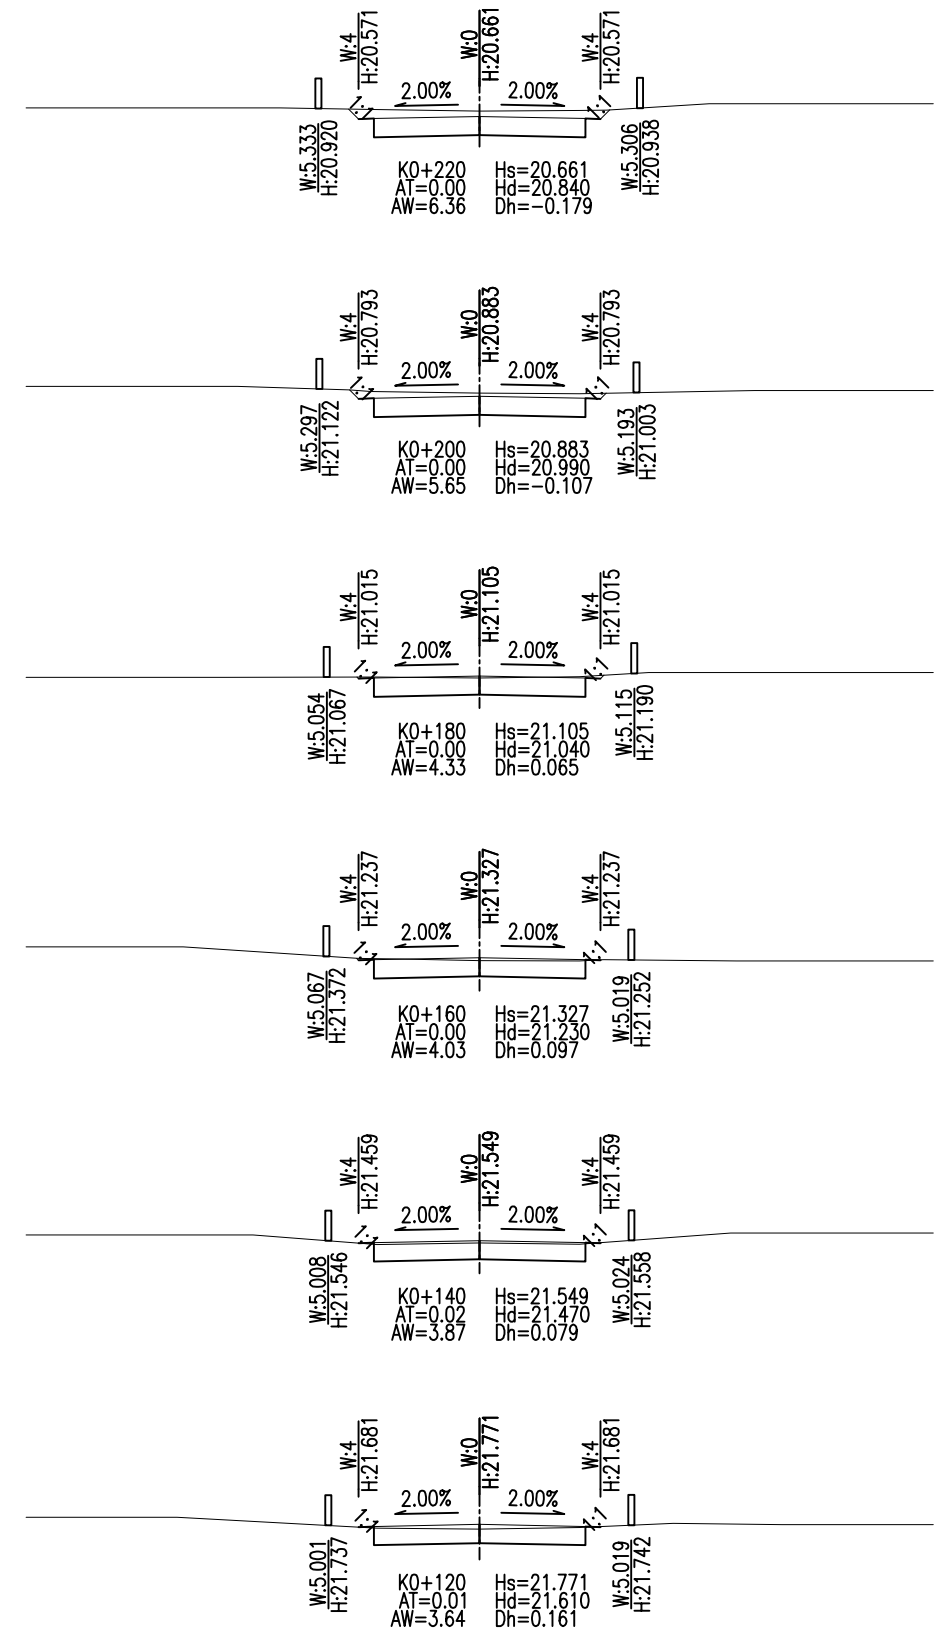 W:4
H:20.571
W:0
H:20.661
W:4
H:20.571
2.00%
2.00%
1:1
1:1
W:5.333
H:20.920
W:5.306
H:20.938
K0+220 Hs=20.661
AT=0.00 Hd=20.840
AW=6.36 Dh=-0.179
W:4
H:20.793
W:0
H:20.883
W:4
H:20.793
2.00%
2.00%
1:1
1:1
W:5.297
H:21.122
W:5.193
H:21.003
K0+200 Hs=20.883
AT=0.00 Hd=20.990
AW=5.65 Dh=-0.107
W:4
H:21.015
W:0
H:21.105
W:4
H:21.015
2.00%
2.00%
1:1
1:1
W:5.054
H:21.067
W:5.115
H:21.190
K0+180 Hs=21.105
AT=0.00 Hd=21.040
AW=4.33 Dh=0.065
W:4
H:21.237
W:0
H:21.327
W:4
H:21.237
2.00%
2.00%
1:1
1:1
W:5.067
H:21.372
W:5.019
H:21.252
K0+160 Hs=21.327
AT=0.00 Hd=21.230
AW=4.03 Dh=0.097
W:4
H:21.459
W:0
H:21.549
W:4
H:21.459
2.00%
2.00%
1:1
1:1
W:5.008
H:21.546
W:5.024
H:21.558
K0+140 Hs=21.549
AT=0.02 Hd=21.470
AW=3.87 Dh=0.079
W:4
H:21.681
W:0
H:21.771
W:4
H:21.681
2.00%
2.00%
1:1
1:1
W:5.001
H:21.737
W:5.019
H:21.742
K0+120 Hs=21.771
AT=0.01 Hd=21.610
AW=3.64 Dh=0.161